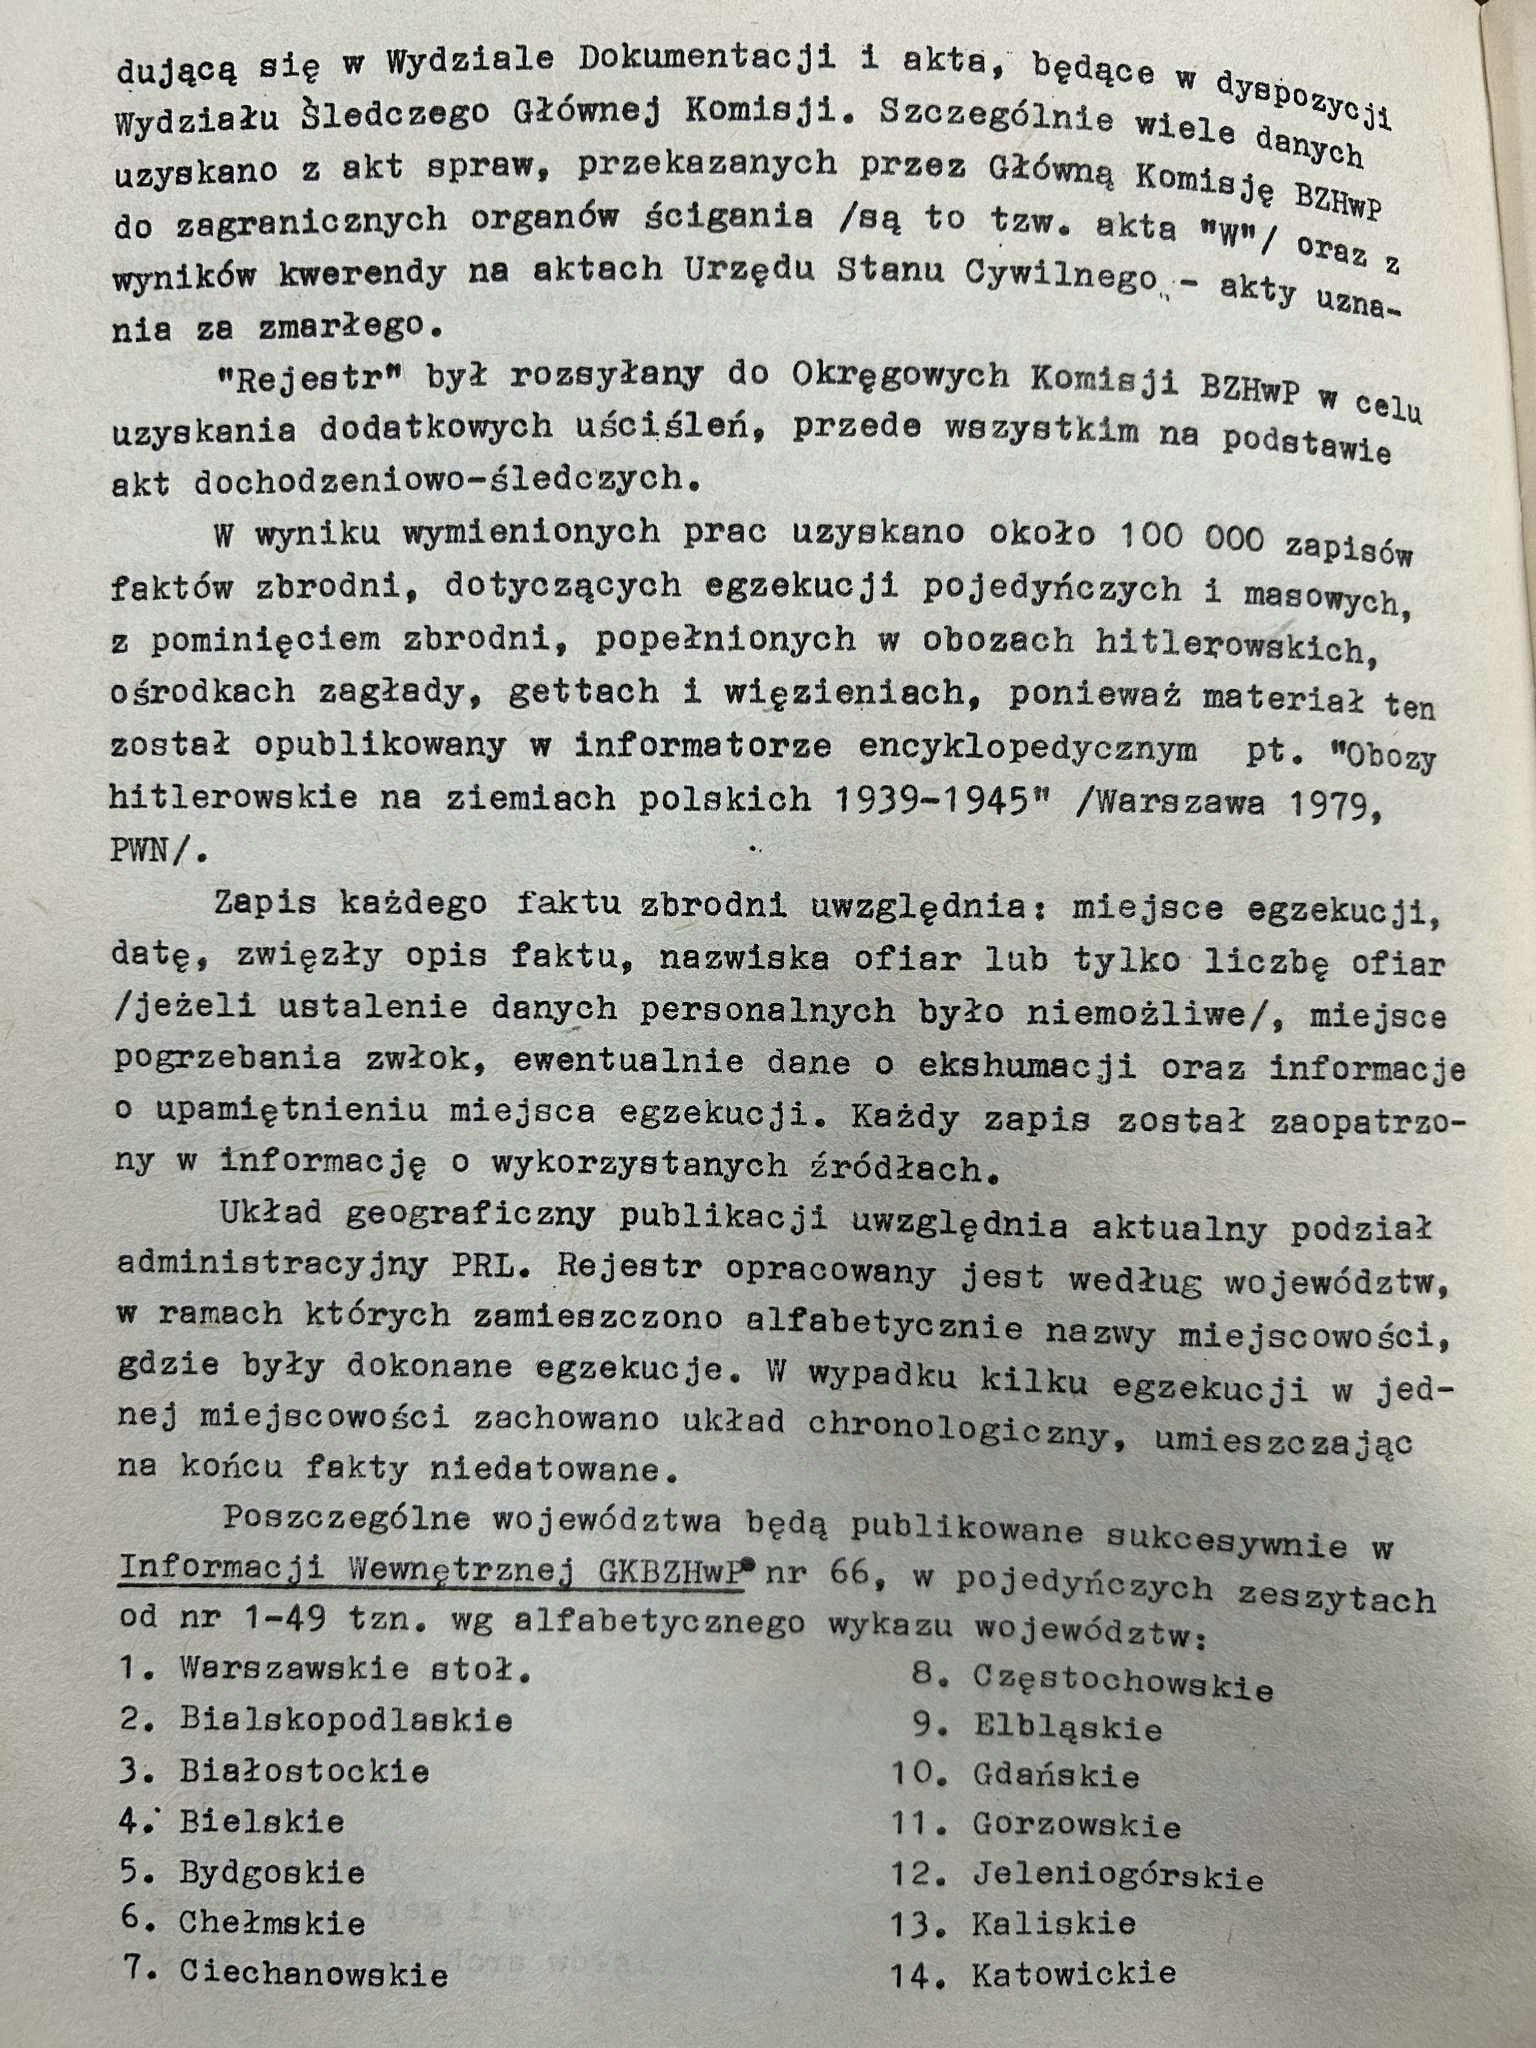 dującą się w Wydziale Dokumentacji i akta, będące w dyspozycji
Wydziału Śledczego Głównej Komisji. Szczególnie wiele danych
uzyskano z akt spraw, przekazanych przez Główną Komisję BZHwP
do zagranicznych organów ścigania /są to tzw. akta "W"/ oraz z
wyników kwerendy na aktach Urzędu Stanu Cywilnego - akty uzna-
nia za zmarłego.
"Rejestr" był rozsyłany do Okręgowych Komisji BZHwP w celu
uzyskania dodatkowych uściśleń, przede wszystkim na podstawie
akt dochodzeniowo-śledczych.
W wyniku wymienionych prac uzyskano około 100 000 zapisów
faktów zbrodni, dotyczących egzekucji pojedyńczych i masowych,
z pominięciem zbrodni, popełnionych w obozach hitlerowskich,
ośrodkach zagłady, gettach i więzieniach, ponieważ materiał ten
został opublikowany w informatorze encyklopedycznym pt. "Obozy
hitlerowskie na ziemiach polskich 1939-1945" /Warszawa 1979,
PWN/.
Zapis każdego faktu zbrodni uwzględnia: miejsce egzekucji,
datę, zwięzły opis faktu, nazwiska ofiar lub tylko liczbę ofiar
/jeżeli ustalenie danych personalnych było niemożliwe/, miejsce
pogrzebania zwłok, ewentualnie dane o ekshumacji oraz informacje
o upamiętnieniu miejsca egzekucji. Każdy zapis został zaopatrzo-
ny w informację o wykorzystanych źródłach.
Układ geograficzny publikacji uwzględnia aktualny podział
administracyjny PRL. Rejestr opracowany jest według województw,
w ramach których zamieszczono alfabetycznie nazwy miejscowości,
gdzie były dokonane egzekucje. W wypadku kilku egzekucji w jed-
nej miejscowości zachowano układ chronologiczny, umieszczając
na końcu fakty niedatowane.
Poszczególne województwa będą publikowane sukcesywnie w
Informacji Wewnętrznej GKBZHwP nr 66, w pojedyńczych zeszytach
od nr 1-49 tzn. wg alfabetycznego wykazu województw:
1. Warszawskie stoł.
2. Bialskopodlaskie
3. Białostockie
4. Bielskie
5. Bydgoskie
6. Chełmskie
7. Ciechanowskie
8. Częstochowskie
9. Elbląskie
10. Gdańskie
11. Gorzowskie
12. Jeleniogórskie
13. Kaliskie
14. Katowickie